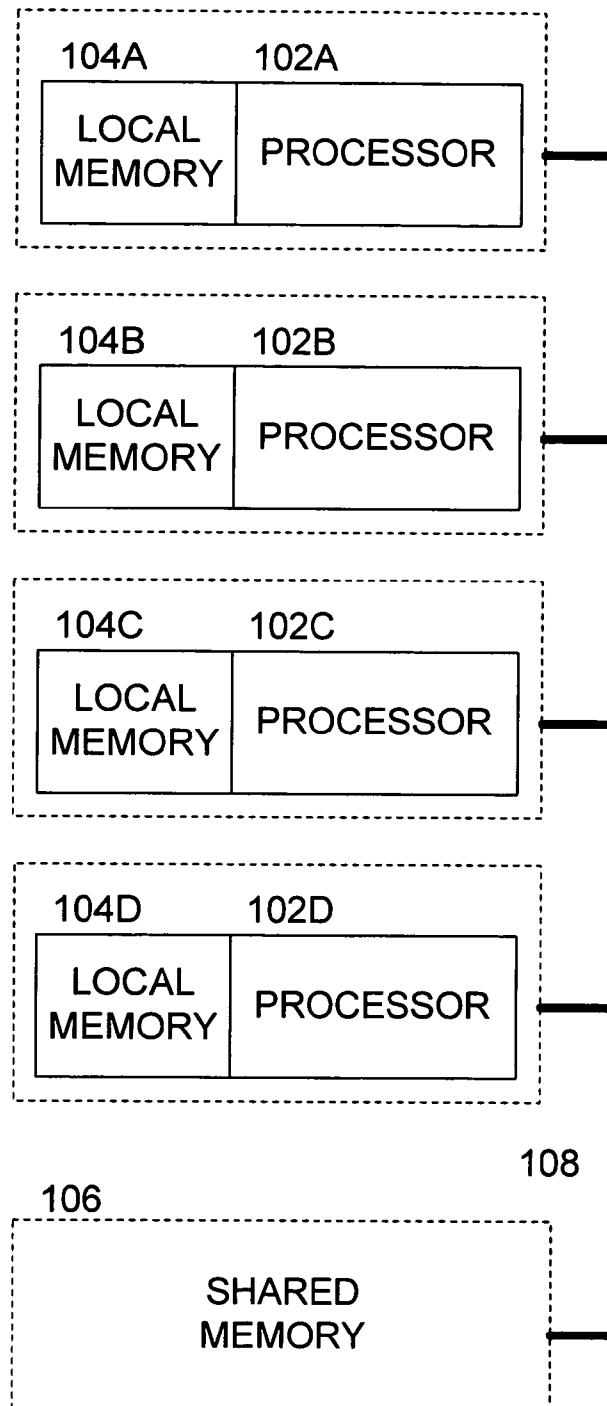 104A 102A
LOCAL
MEMORY
PROCESSOR
104B 102B
LOCAL
MEMORY
PROCESSOR
104C 102C
LOCAL
MEMORY
PROCESSOR
104D 102D
LOCAL
MEMORY
PROCESSOR
108
106
SHARED
MEMORY